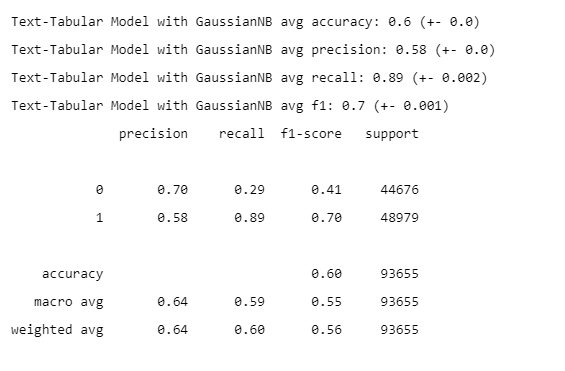 Text-Tabular Model with GaussianNB avg accuracy: 0.6 (+- 0.0)
Text-Tabular Model with GaussianNB avg precision: 0.58 (+- 0.0)
Text-Tabular Model with GaussianNB avg recall: 0.89 (+- 0.002)
Text-Tabular Model with GaussianNB avg f1: 0.7 (+- 0.001)
precision recall f1-score support
0 0.70 0.29 0.41 44676
1 0.58 0.89 0.70 48979
accuracy 0.60 93655
macro avg 0.64 0.59 0.55 93655
weighted avg 0.64 0.60 0.56 93655